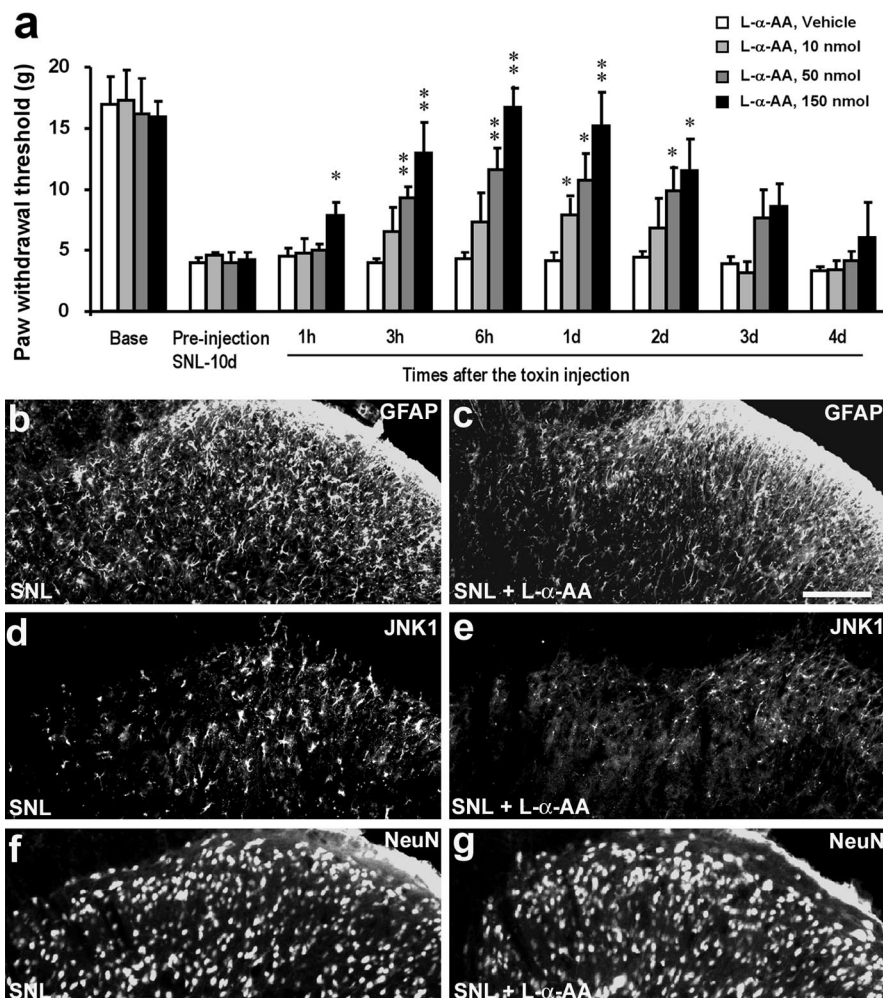 a
L-α-AA, Vehicle
L-α-AA, 10 nmol
L-α-AA, 50 nmol
L-α-AA, 150 nmol
Paw withdrawal threshold (g)
20
15
10
5
0
*
**
**
**
**
*
*
**
*
*
Base
Pre-injection
SNL-10d
1h
3h
6h
1d
2d
3d
4d
Times after the toxin injection
b
GFAP
SNL
c
GFAP
SNL + L-α-AA
d
JNK1
SNL
e
JNK1
SNL + L-α-AA
f
NeuN
SNL
g
NeuN
SNL + L-α-AA